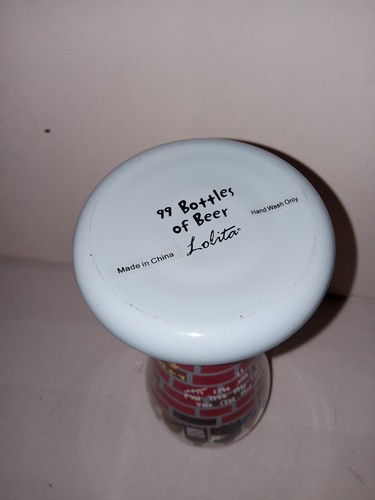 99 Bottles
of Beer
Lolita®
Made in China
Hand Wash Only